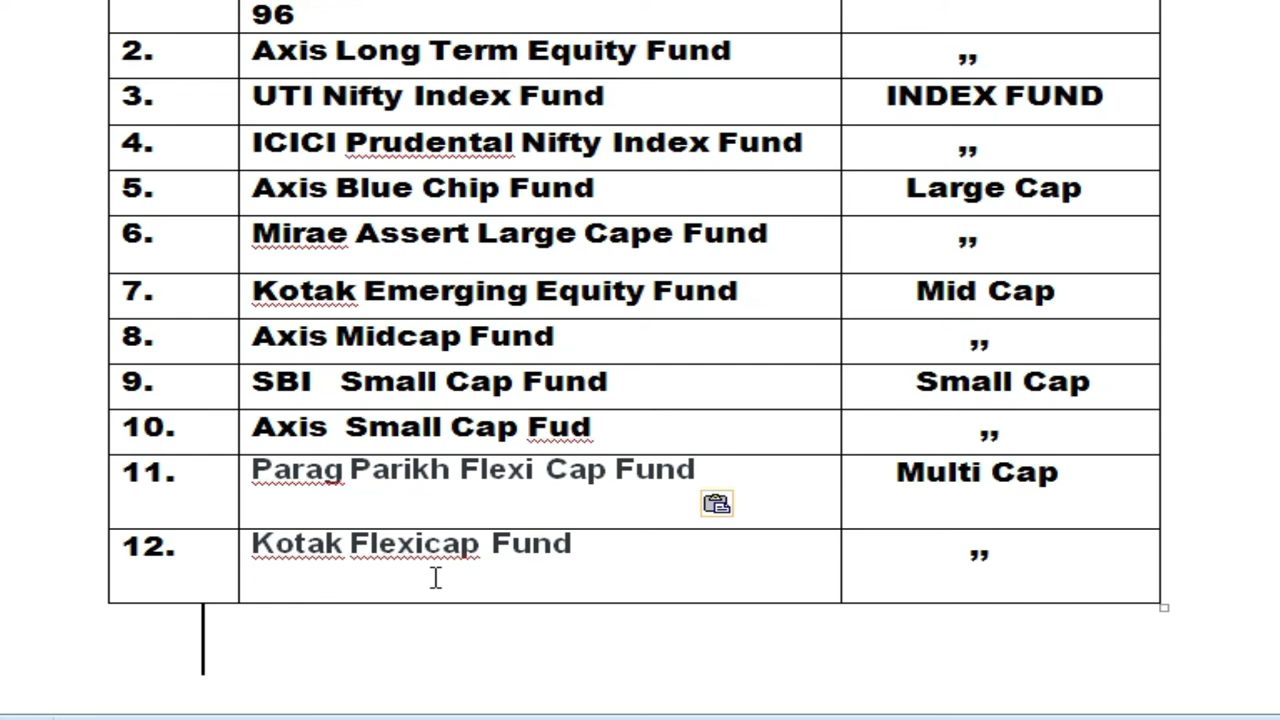 96
2. Axis Long Term Equity Fund ,,
3. UTI Nifty Index Fund INDEX FUND
4. ICICI Prudental Nifty Index Fund ,,
5. Axis Blue Chip Fund Large Cap
6. Mirae Assert Large Cape Fund ,,
7. Kotak Emerging Equity Fund Mid Cap
8. Axis Midcap Fund ,,
9. SBI Small Cap Fund Small Cap
10. Axis Small Cap Fud ,,
11. Parag Parikh Flexi Cap Fund Multi Cap
12. Kotak Flexicap Fund ,,